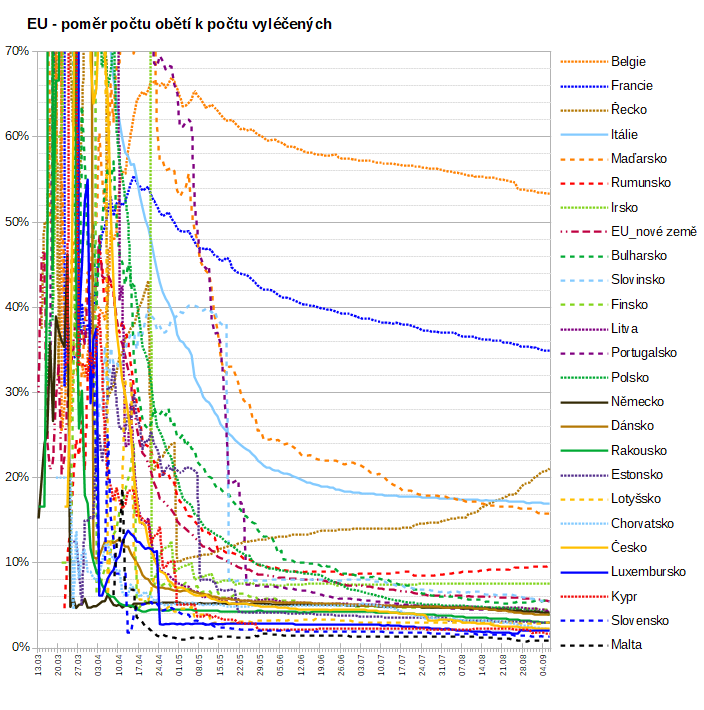 EU - poměr počtu obětí k počtu vyléčených
70%
60%
50%
40%
30%
20%
10%
0%
13.03
20.03
27.03
03.04
10.04
17.04
24.04
01.05
08.05
15.05
22.05
29.05
05.06
12.06
19.06
26.06
03.07
10.07
17.07
24.07
31.07
07.08
14.08
21.08
28.08
04.09
Belgie
Francie
Řecko
Itálie
Maďarsko
Rumunsko
Irsko
EU_nové země
Bulharsko
Slovinsko
Finsko
Litva
Portugalsko
Polsko
Německo
Dánsko
Rakousko
Estonsko
Lotyšsko
Chorvatsko
Česko
Luxembursko
Kypr
Slovensko
Malta